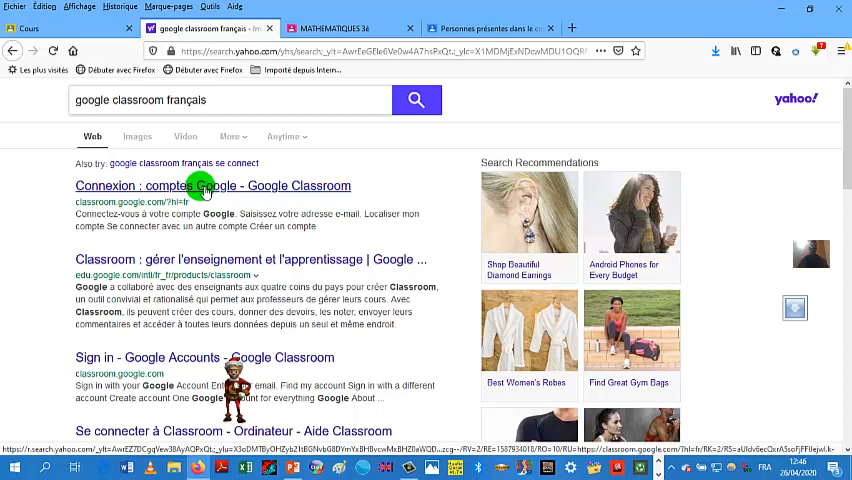 Fichier Édition Affichage Historique Marque-pages Outils Aide
Cours
google classroom français - Im
MATHEMATIQUES 3è
Personnes présentes dans le c
https://search.yahoo.com/yhs/search;_ylt=
Les plus visités Débuter avec Firefox Débuter avec Firefox Importé depuis Intern...
google classroom français
yahoo!
Web Images Video More Anytime
Also try: google classroom français se connect
Search Recommendations
Connexion : comptes Google - Google Classroom
classroom.google.com/?hl=fr
Connectez-vous à votre compte Google. Saisissez votre adresse e-mail. Localiser mon
compte Se connecter avec un autre compte Créer un compte
Classroom : gérer l'enseignement et l'apprentissage | Google ...
edu.google.com/intl/fr_fr/products/classroom
Google a collaboré avec des enseignants aux quatre coins du pays pour créer Classroom,
un outil convivial et rationalisé qui permet aux professeurs de gérer leurs cours. Avec
Classroom, ils peuvent créer des cours, donner des devoirs, les noter, envoyer leurs
commentaires et accéder à toutes leurs données depuis un seul et même endroit.
Sign in - Google Accounts - Google Classroom
classroom.google.com
Sign in with your Google Account Ent email. Find my account Sign in with a different
account Create account One Google for everything Google About ...
Se connecter à Classroom - Ordinateur - Aide Classroom
Shop Beautiful
Diamond Earrings
Android Phones for
Every Budget
Best Women's Robes
Find Great Gym Bags
FRA
12:46
26/04/2020